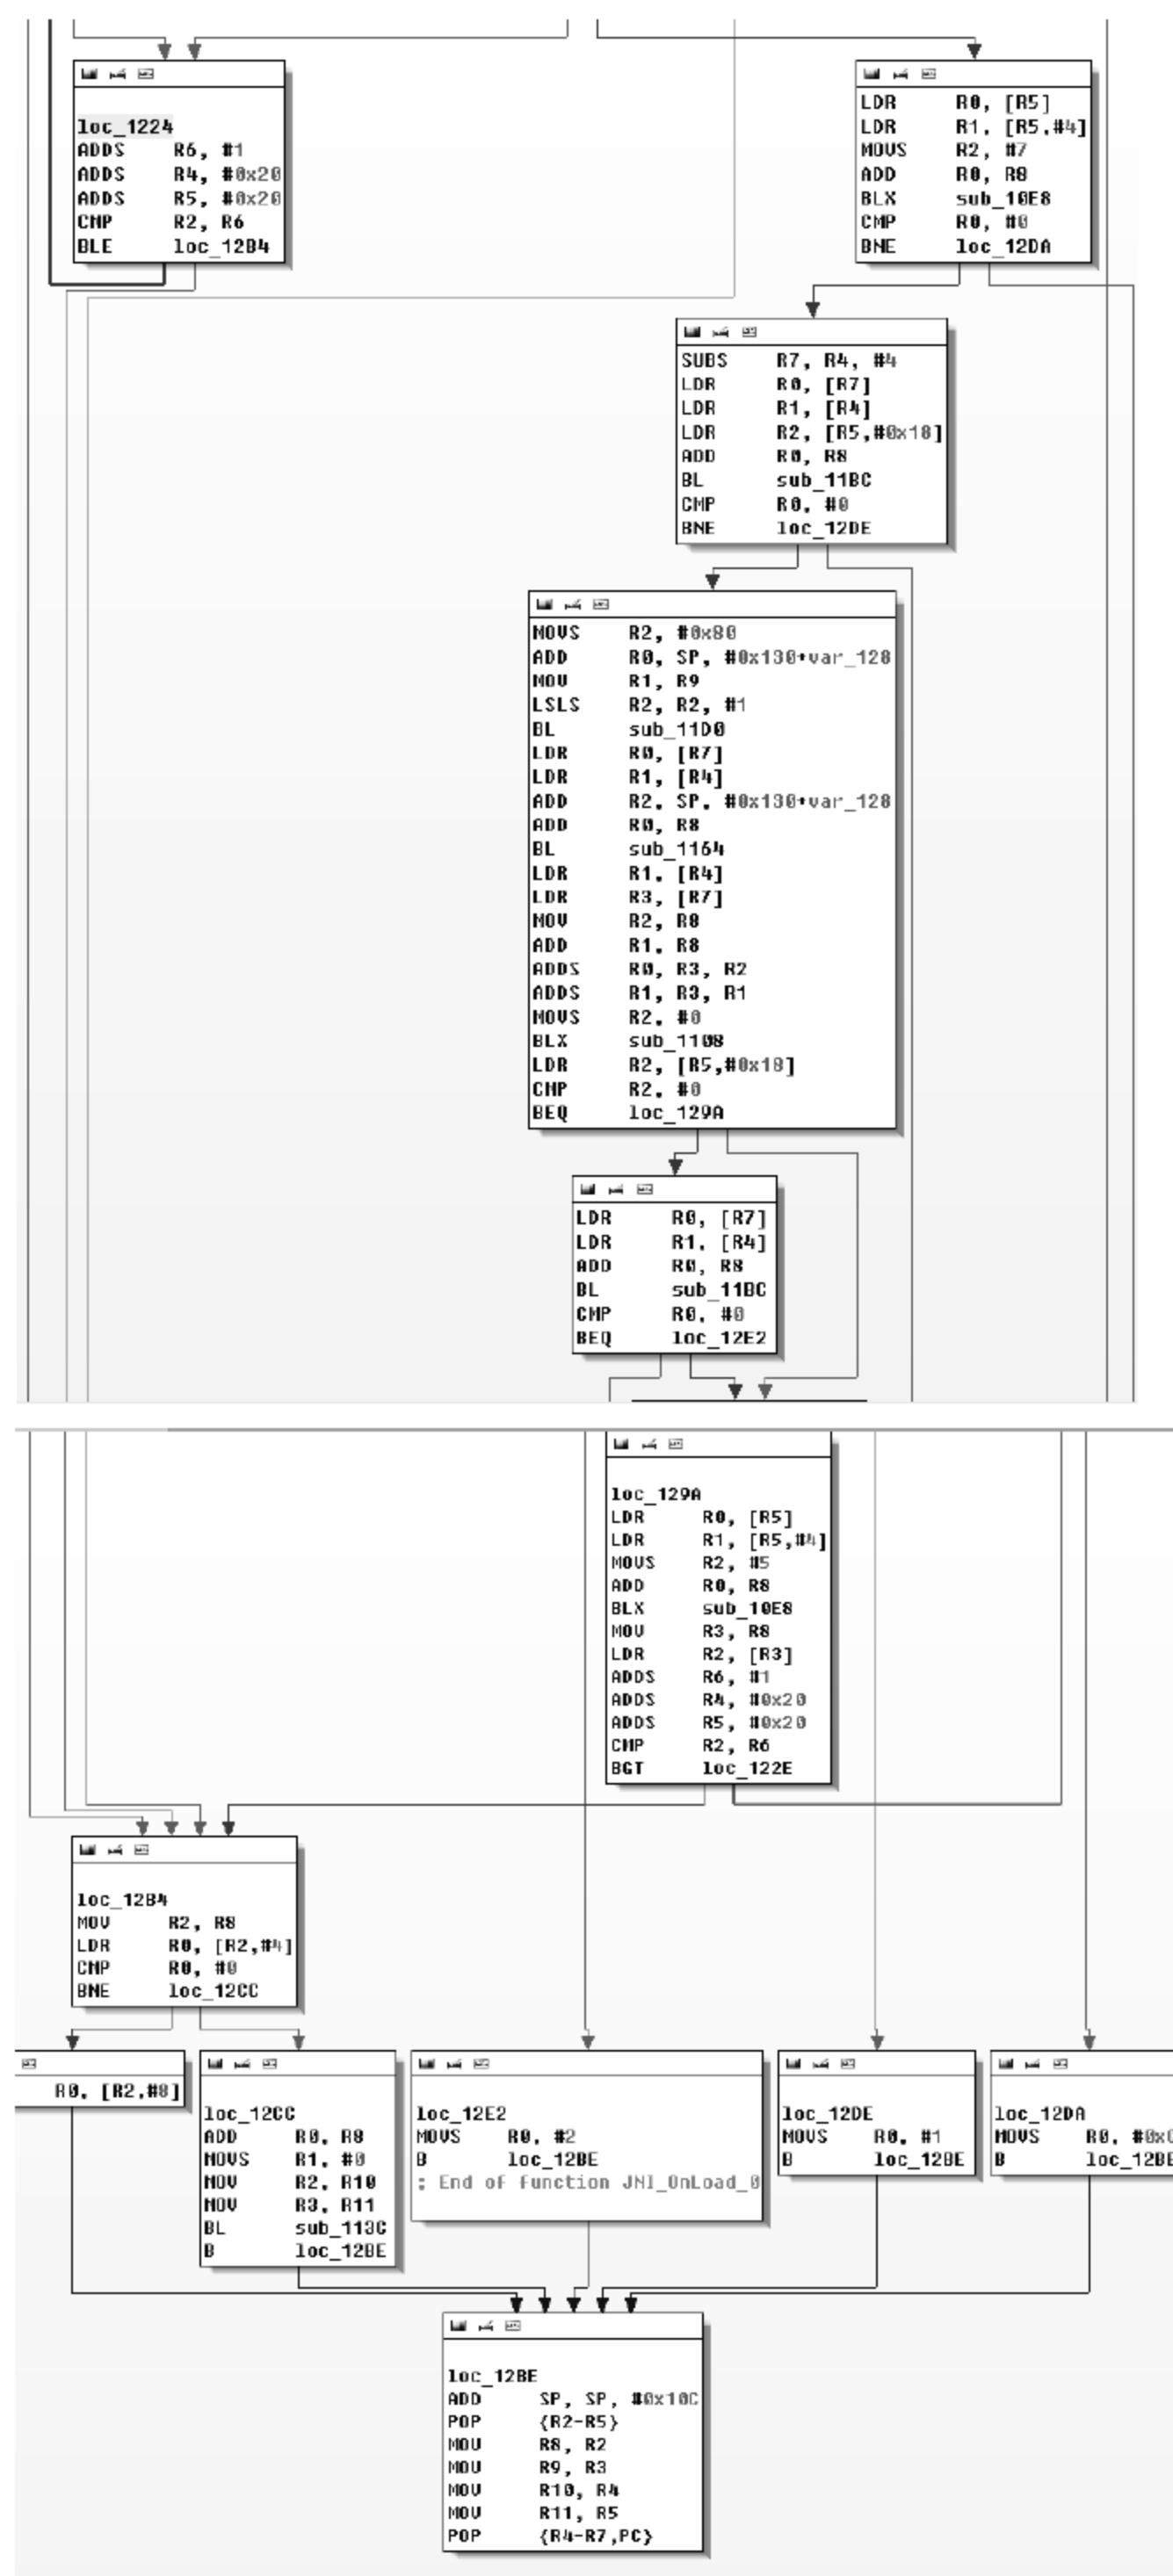 loc_1224
ADDS R6, #1
ADDS R4, #0x20
ADDS R5, #0x20
CMP R2, R6
BLE loc_12B4
LDR R0, [R5]
LDR R1, [R5,#4]
MOVS R2, #7
ADD R0, R8
BLX sub_10E8
CMP R0, #0
BNE loc_12DA
SUBS R7, R4, #4
LDR R0, [R7]
LDR R1, [R4]
LDR R2, [R5,#0x18]
ADD R0, R8
BL sub_11BC
CMP R0, #0
BNE loc_12DE
MOVS R2, #0x80
ADD R0, SP, #0x130+var_128
MOV R1, R9
LSLS R2, R2, #1
BL sub_11D0
LDR R0, [R7]
LDR R1, [R4]
ADD R2, SP, #0x130+var_128
ADD R0, R8
BL sub_1164
LDR R1, [R4]
LDR R3, [R7]
MOV R2, R8
ADD R1, R8
ADDS R0, R3, R2
ADDS R1, R3, R1
MOVS R2, #0
BLX sub_1108
LDR R2, [R5,#0x18]
CMP R2, #0
BEQ loc_129A
LDR R0, [R7]
LDR R1, [R4]
ADD R0, R8
BL sub_11BC
CMP R0, #0
BEQ loc_12E2
loc_129A
LDR R0, [R5]
LDR R1, [R5,#4]
MOVS R2, #5
ADD R0, R8
BLX sub_10E8
MOV R3, R8
LDR R2, [R3]
ADDS R6, #1
ADDS R4, #0x20
ADDS R5, #0x20
CMP R2, R6
BGT loc_122E
loc_12B4
MOV R2, R8
LDR R0, [R2,#4]
CMP R0, #0
BNE loc_12CC
R0, [R2,#8]
loc_12CC
ADD R0, R8
MOVS R1, #0
MOV R2, R10
MOV R3, R11
BL sub_113C
B loc_12BE
loc_12E2
MOVS R0, #2
B loc_12BE
; End of function JNI_OnLoad_0
loc_12DE
MOVS R0, #1
B loc_12BE
loc_12DA
MOVS R0, #0x
B loc_12BE
loc_12BE
ADD SP, SP, #0x10C
POP {R2-R5}
MOV R8, R2
MOV R9, R3
MOV R10, R4
MOV R11, R5
POP {R4-R7,PC}